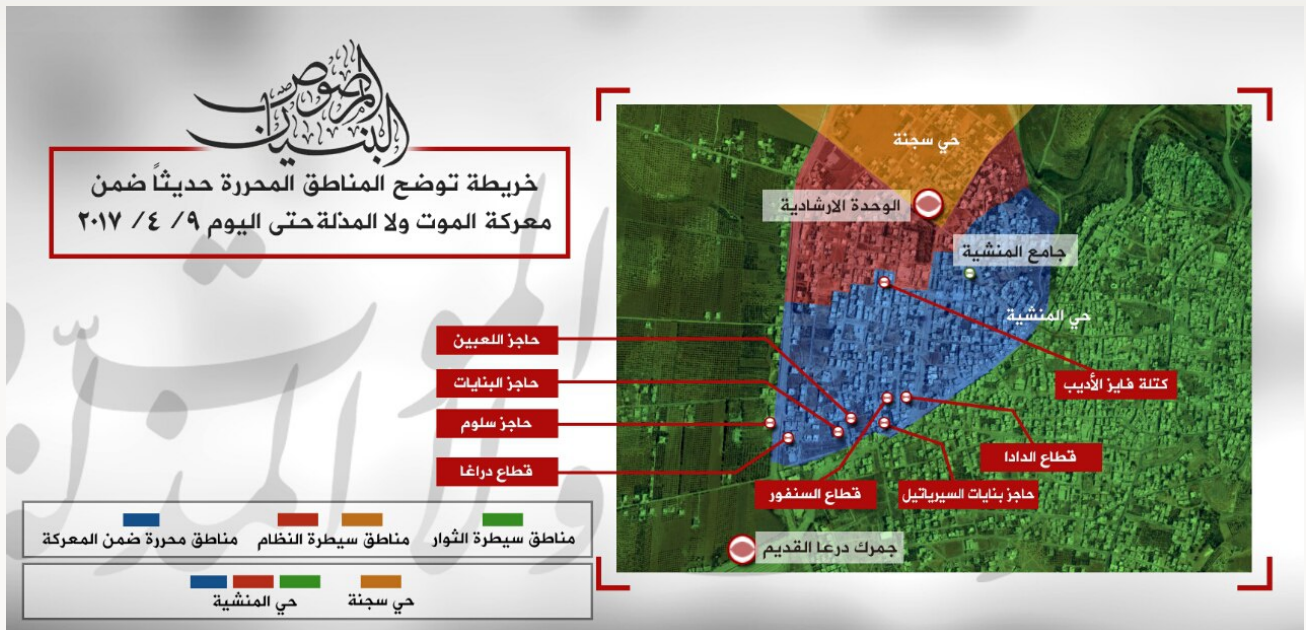 البنيان المرصوص
خريطة توضح المناطق المحررة حديثاً ضمن
معركة الموت ولا المذلة حتى اليوم ٩ / ٤ / ٢٠١٧
الموت
ولا المذلة
حي سجنة
الوحدة الارشادية
جامع المنشية
حي المنشية
حاجز اللعبين
حاجز البنايات
حاجز سلوم
قطاع دراغا
كتلة فايز الأديب
قطاع الدادا
حاجز بنايات السيرياتيل
قطاع السنفور
جمرك درعا القديم
مناطق سيطرة الثوار
مناطق سيطرة النظام
مناطق محررة ضمن المعركة
حي سجنة
حي المنشية